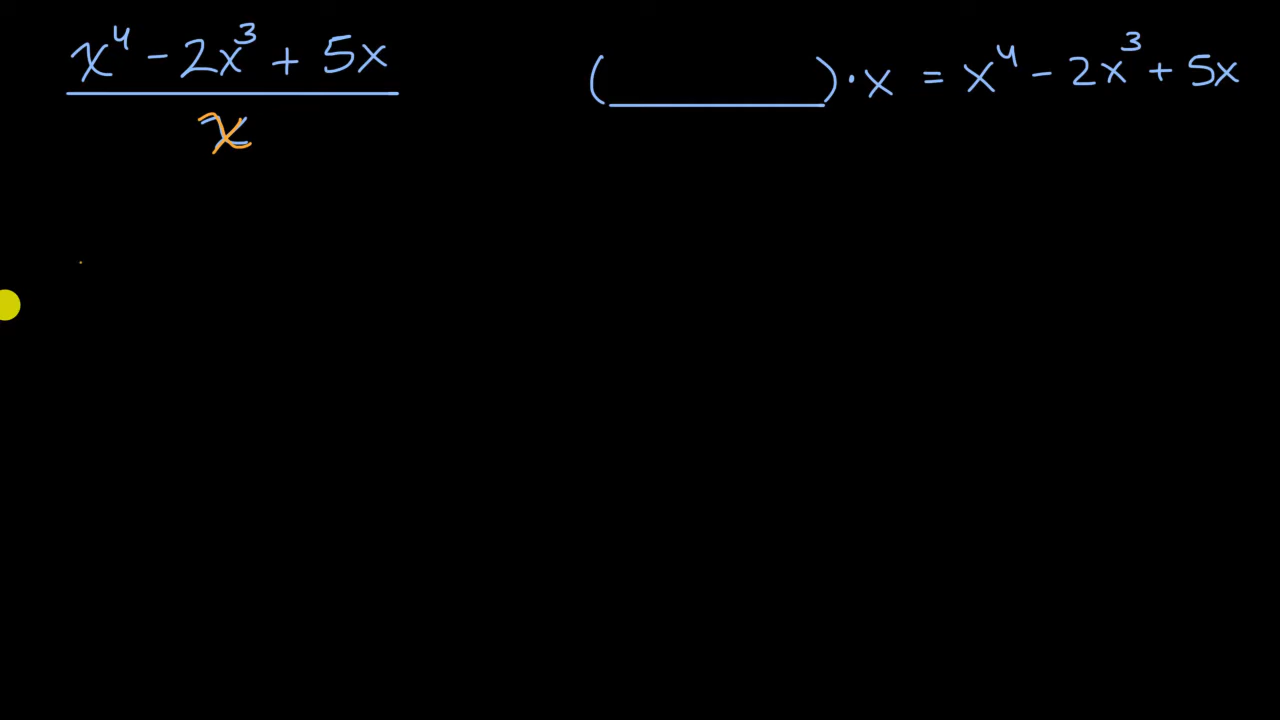 x⁴ - 2x³ + 5x
x
(________) · x = x⁴ - 2x³ + 5x